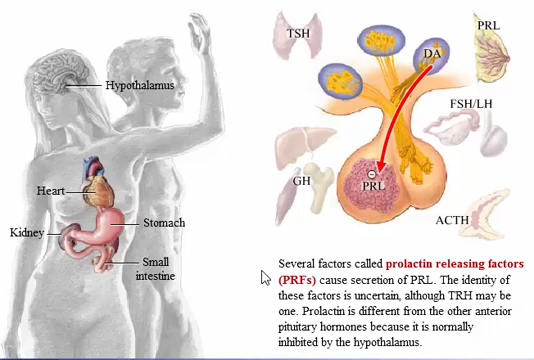 Hypothalamus
Heart
Stomach
Kidney
Small
intestine
TSH
DA
PRL
FSH/LH
GH
PRL
ACTH
Several factors called prolactin releasing factors
(PRFs) cause secretion of PRL. The identity of
these factors is uncertain, although TRH may be
one. Prolactin is different from the other anterior
pituitary hormones because it is normally
inhibited by the hypothalamus.